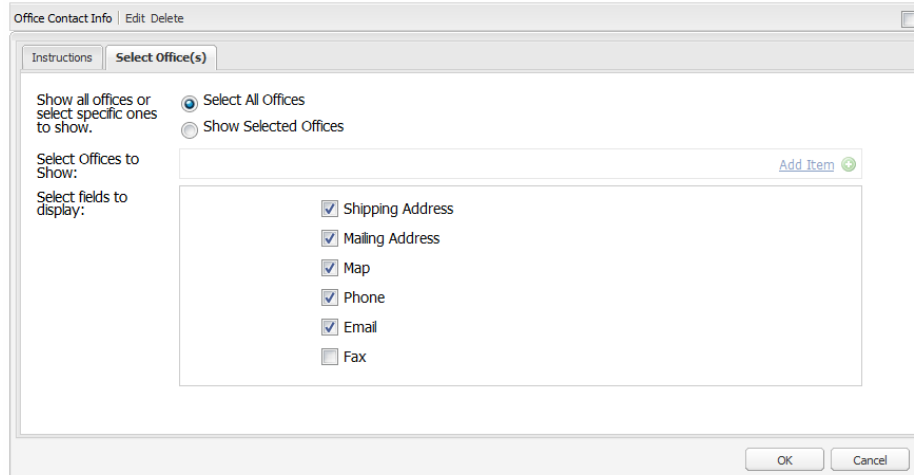 Office Contact Info | Edit Delete
Instructions
Select Office(s)
Show all offices or
select specific ones
to show.
Select All Offices
Show Selected Offices
Select Offices to
Show:
Add Item
Select fields to
display:
Shipping Address
Mailing Address
Map
Phone
Email
Fax
OK
Cancel